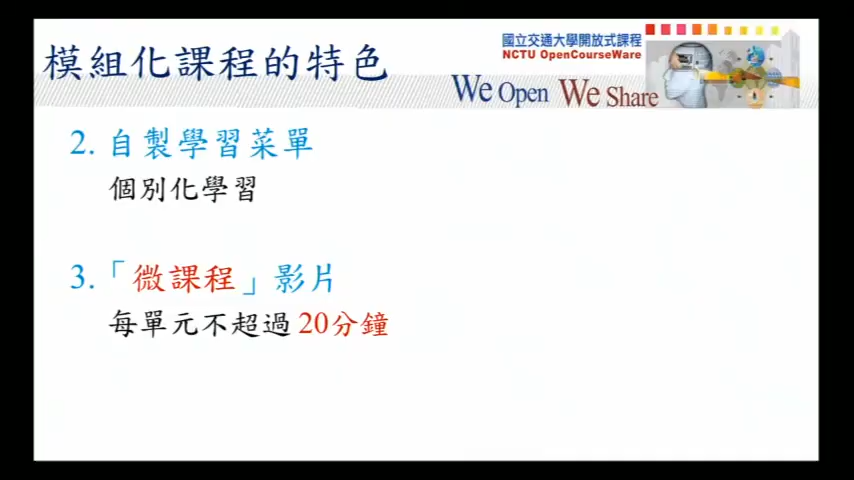 模組化課程的特色
國立交通大學開放式課程
NCTU OpenCourseWare
We Open We Share
2. 自製學習菜單
個別化學習
3.「微課程」影片
每單元不超過 20分鐘